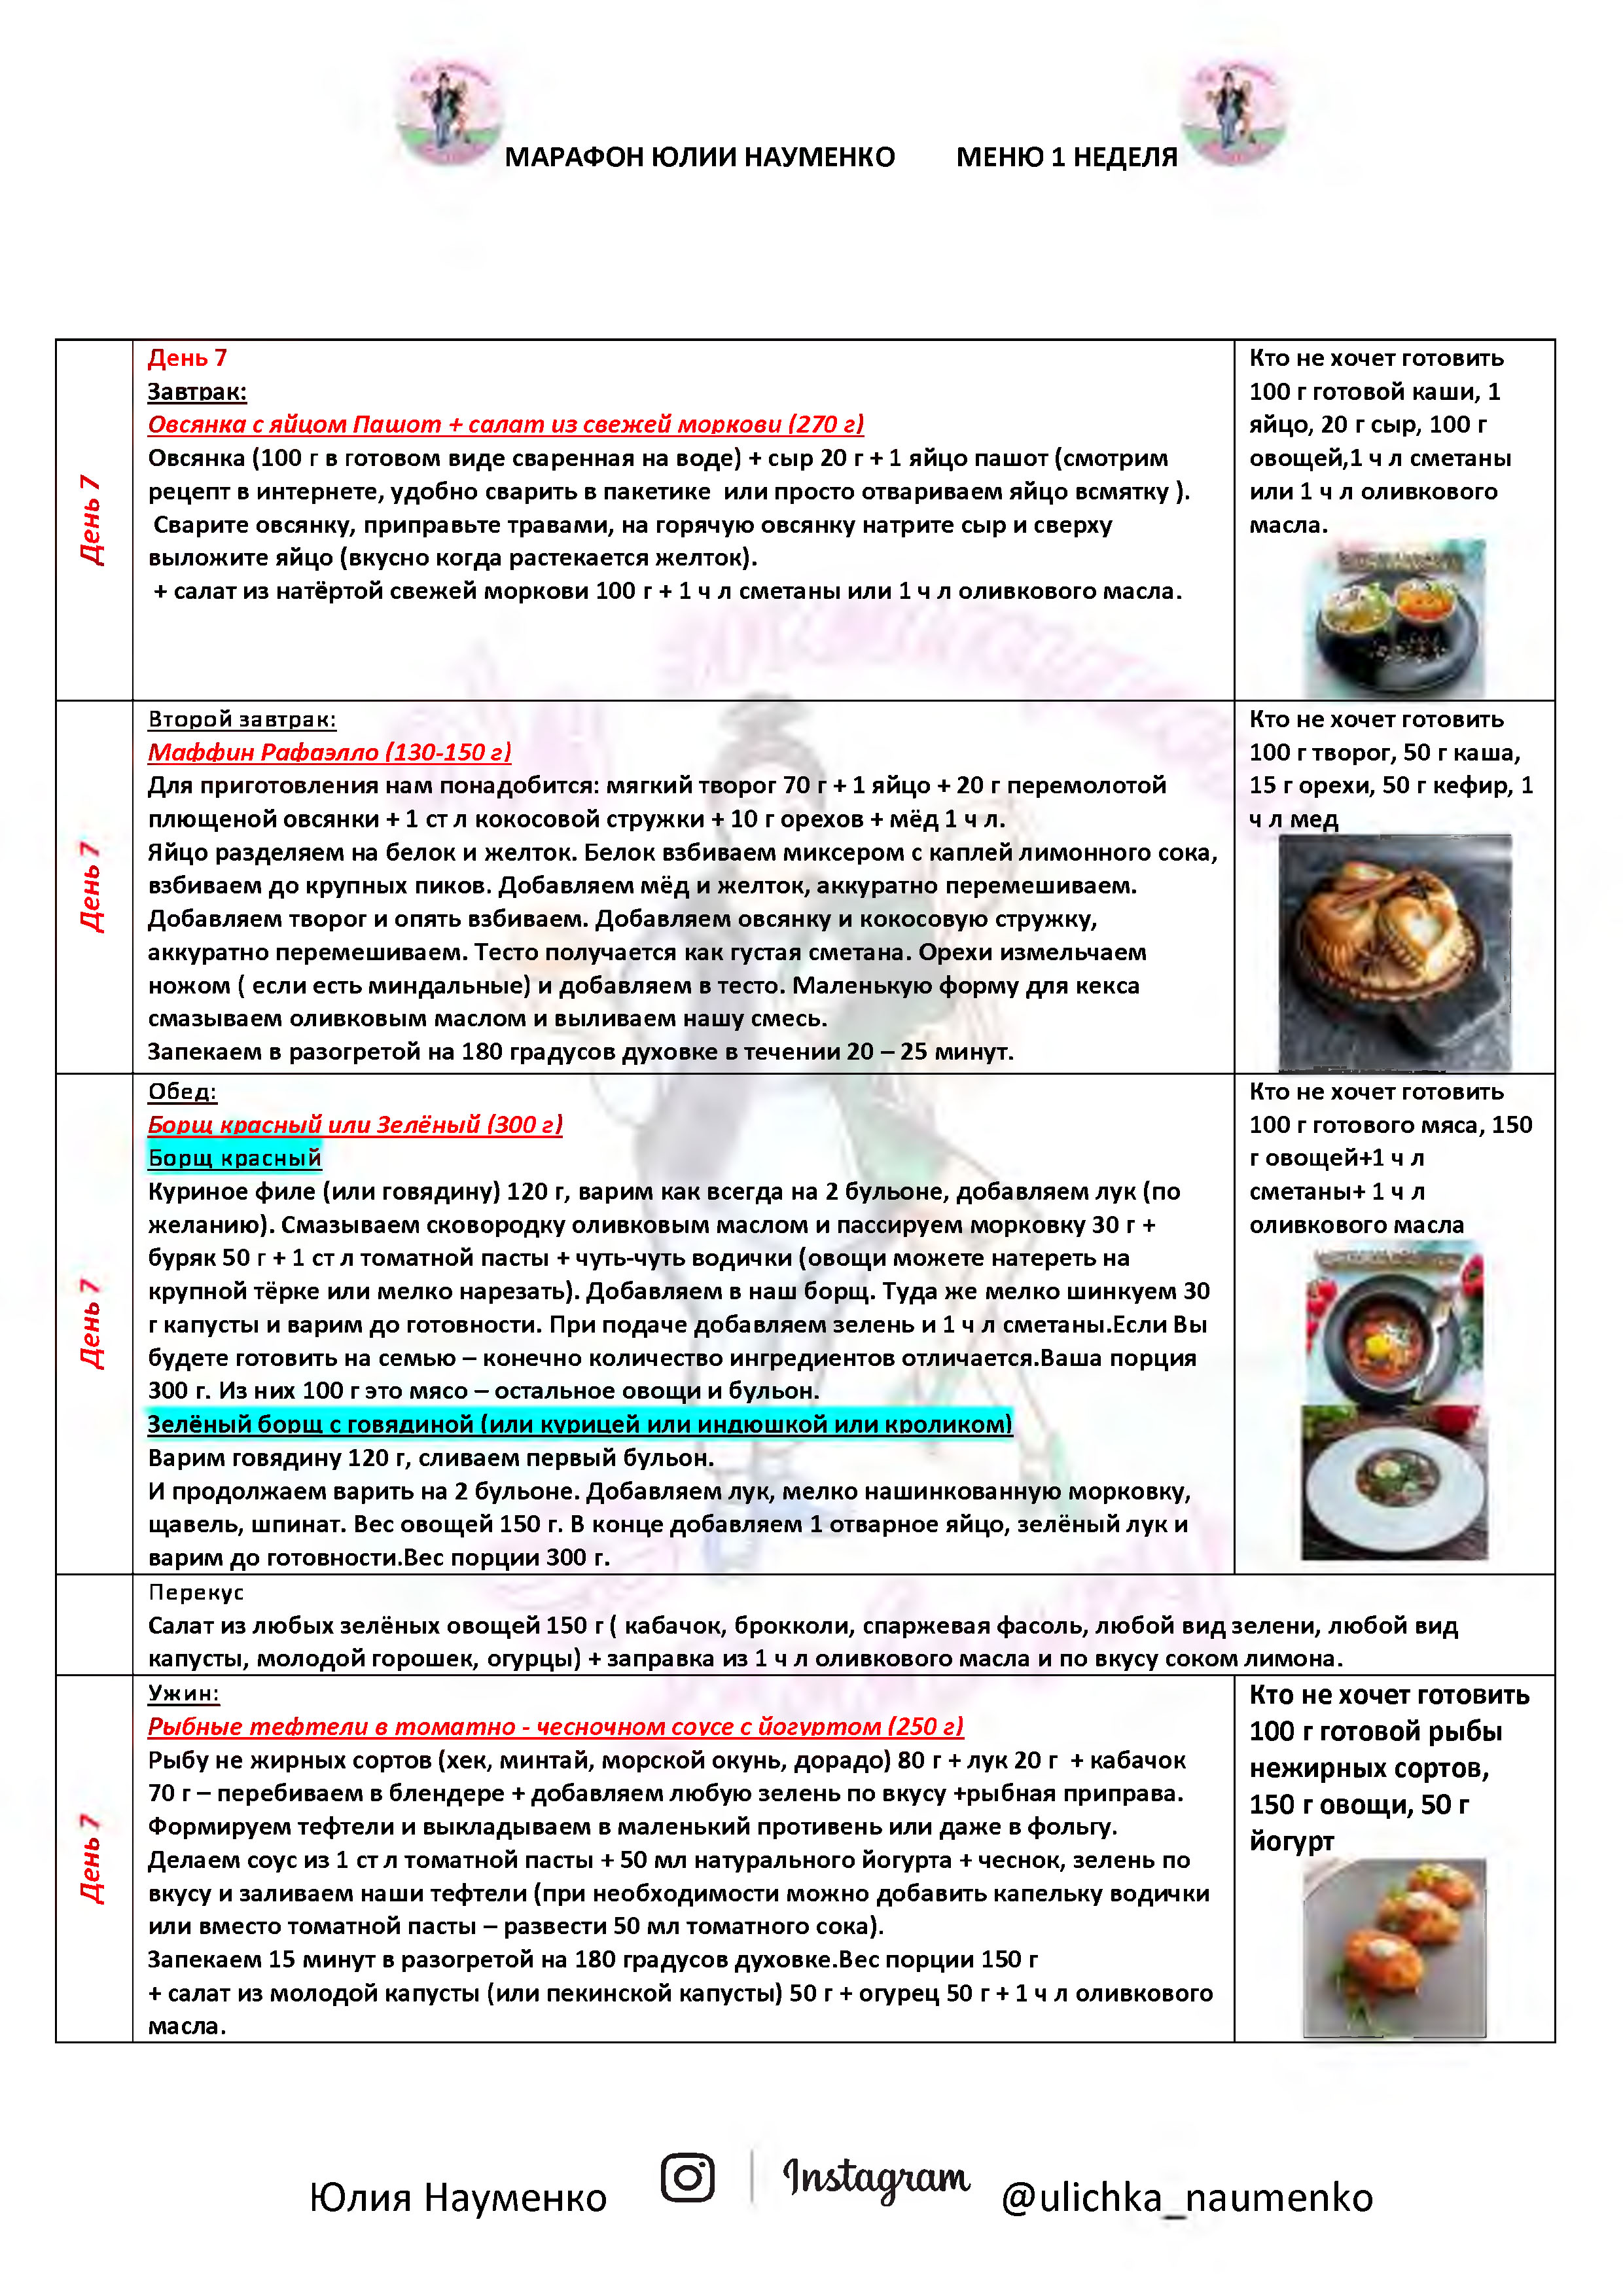 МАРАФОН ЮЛИИ НАУМЕНКО МЕНЮ 1 НЕДЕЛЯ
День 7
День 7
Завтрак:
Овсянка с яйцом Пашот + салат из свежей моркови (270 г)
Овсянка (100 г в готовом виде сваренная на воде) + сыр 20 г + 1 яйцо пашот (смотрим
рецепт в интернете, удобно сварить в пакетике или просто отвариваем яйцо всмятку ).
Сварите овсянку, приправьте травами, на горячую овсянку натрите сыр и сверху
выложите яйцо (вкусно когда растекается желток).
+ салат из натёртой свежей моркови 100 г + 1 ч л сметаны или 1 ч л оливкового масла.
Кто не хочет готовить
100 г готовой каши, 1
яйцо, 20 г сыр, 100 г
овощей,1 ч л сметаны
или 1 ч л оливкового
масла.
День 7
Второй завтрак:
Маффин Рафаэлло (130-150 г)
Для приготовления нам понадобится: мягкий творог 70 г + 1 яйцо + 20 г перемолотой
плющеной овсянки + 1 ст л кокосовой стружки + 10 г орехов + мёд 1 ч л.
Яйцо разделяем на белок и желток. Белок взбиваем миксером с каплей лимонного сока,
взбиваем до крупных пиков. Добавляем мёд и желток, аккуратно перемешиваем.
Добавляем творог и опять взбиваем. Добавляем овсянку и кокосовую стружку,
аккуратно перемешиваем. Тесто получается как густая сметана. Орехи измельчаем
ножом ( если есть миндальные) и добавляем в тесто. Маленькую форму для кекса
смазываем оливковым маслом и выливаем нашу смесь.
Запекаем в разогретой на 180 градусов духовке в течении 20 – 25 минут.
Кто не хочет готовить
100 г творог, 50 г каша,
15 г орехи, 50 г кефир, 1
ч л мед
День 7
Обед:
Борщ красный или Зелёный (300 г)
Борщ красный
Куриное филе (или говядину) 120 г, варим как всегда на 2 бульоне, добавляем лук (по
желанию). Смазываем сковородку оливковым маслом и пассируем морковку 30 г +
буряк 50 г + 1 ст л томатной пасты + чуть-чуть водички (овощи можете натереть на
крупной тёрке или мелко нарезать). Добавляем в наш борщ. Туда же мелко шинкуем 30
г капусты и варим до готовности. При подаче добавляем зелень и 1 ч л сметаны.Если Вы
будете готовить на семью – конечно количество ингредиентов отличается.Ваша порция
300 г. Из них 100 г это мясо – остальное овощи и бульон.
Зелёный борщ с говядиной (или курицей или индюшкой или кроликом)
Варим говядину 120 г, сливаем первый бульон.
И продолжаем варить на 2 бульоне. Добавляем лук, мелко нашинкованную морковку,
щавель, шпинат. Вес овощей 150 г. В конце добавляем 1 отварное яйцо, зелёный лук и
варим до готовности.Вес порции 300 г.
Кто не хочет готовить
100 г готового мяса, 150
г овощей+1 ч л
сметаны+ 1 ч л
оливкового масла
Перекус
Салат из любых зелёных овощей 150 г ( кабачок, брокколи, спаржевая фасоль, любой вид зелени, любой вид
капусты, молодой горошек, огурцы) + заправка из 1 ч л оливкового масла и по вкусу соком лимона.
День 7
Ужин:
Рыбные тефтели в томатно - чесночном соусе с йогуртом (250 г)
Рыбу не жирных сортов (хек, минтай, морской окунь, дорадо) 80 г + лук 20 г + кабачок
70 г – перебиваем в блендере + добавляем любую зелень по вкусу +рыбная приправа.
Формируем тефтели и выкладываем в маленький противень или даже в фольгу.
Делаем соус из 1 ст л томатной пасты + 50 мл натурального йогурта + чеснок, зелень по
вкусу и заливаем наши тефтели (при необходимости можно добавить капельку водички
или вместо томатной пасты – развести 50 мл томатного сока).
Запекаем 15 минут в разогретой на 180 градусов духовке.Вес порции 150 г
+ салат из молодой капусты (или пекинской капусты) 50 г + огурец 50 г + 1 ч л оливкового
масла.
Кто не хочет готовить
100 г готовой рыбы
нежирных сортов,
150 г овощи, 50 г
йогурт
Юлия Науменко Instagram @ulichka_naumenko